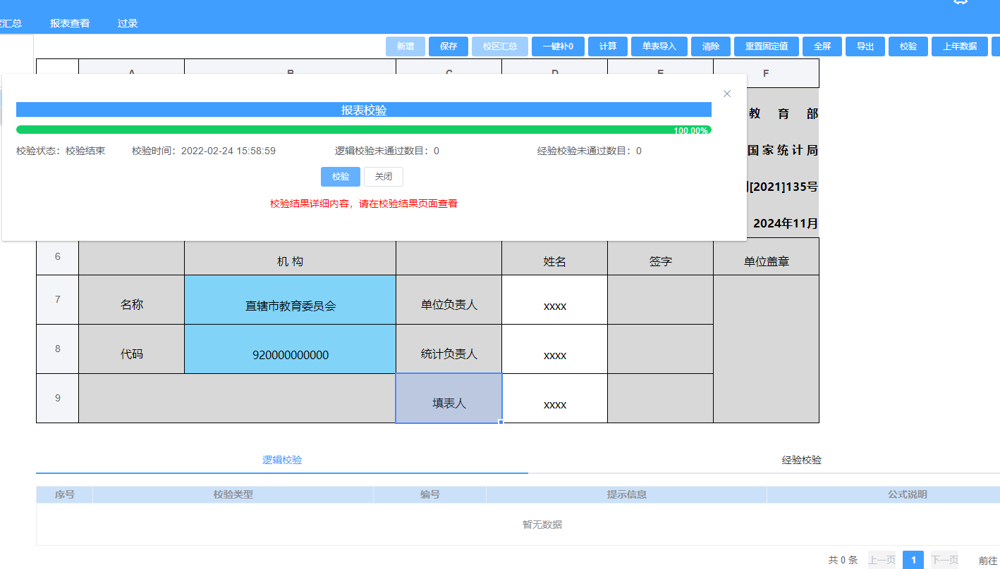 汇总 报表查看 过录
新增 保存 校区汇总 一键补0 计算 单表导入 清除 重置固定值 全屏 导出 校验 上年数据
F
报表校验
100.00%
校验状态：校验结束 校验时间：2022-02-24 15:58:59 逻辑校验未通过数目：0 经验校验未通过数目：0
校验 关闭
校验结果详细内容，请在校验结果页面查看
教 育 部
国家统计局
[2021]135号
2024年11月
6 机 构 姓名 签字 单位盖章
7 名称 直辖市教育委员会 单位负责人 xxxx
8 代码 920000000000 统计负责人 xxxx
9 填表人 xxxx
逻辑校验 经验校验
序号 校验类型 编号 提示信息 公式说明
暂无数据
共 0 条 上一页 1 下一页 前往